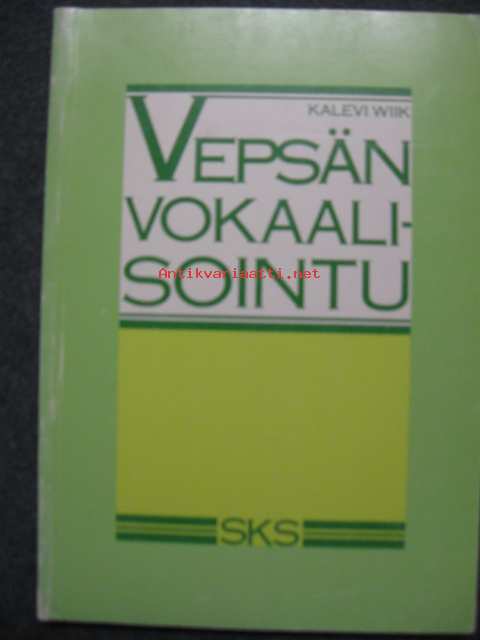 KALEVI WIIK
VEPSÄN
VOKAALI-
SOINTU
Antikvariaatti.net
SKS